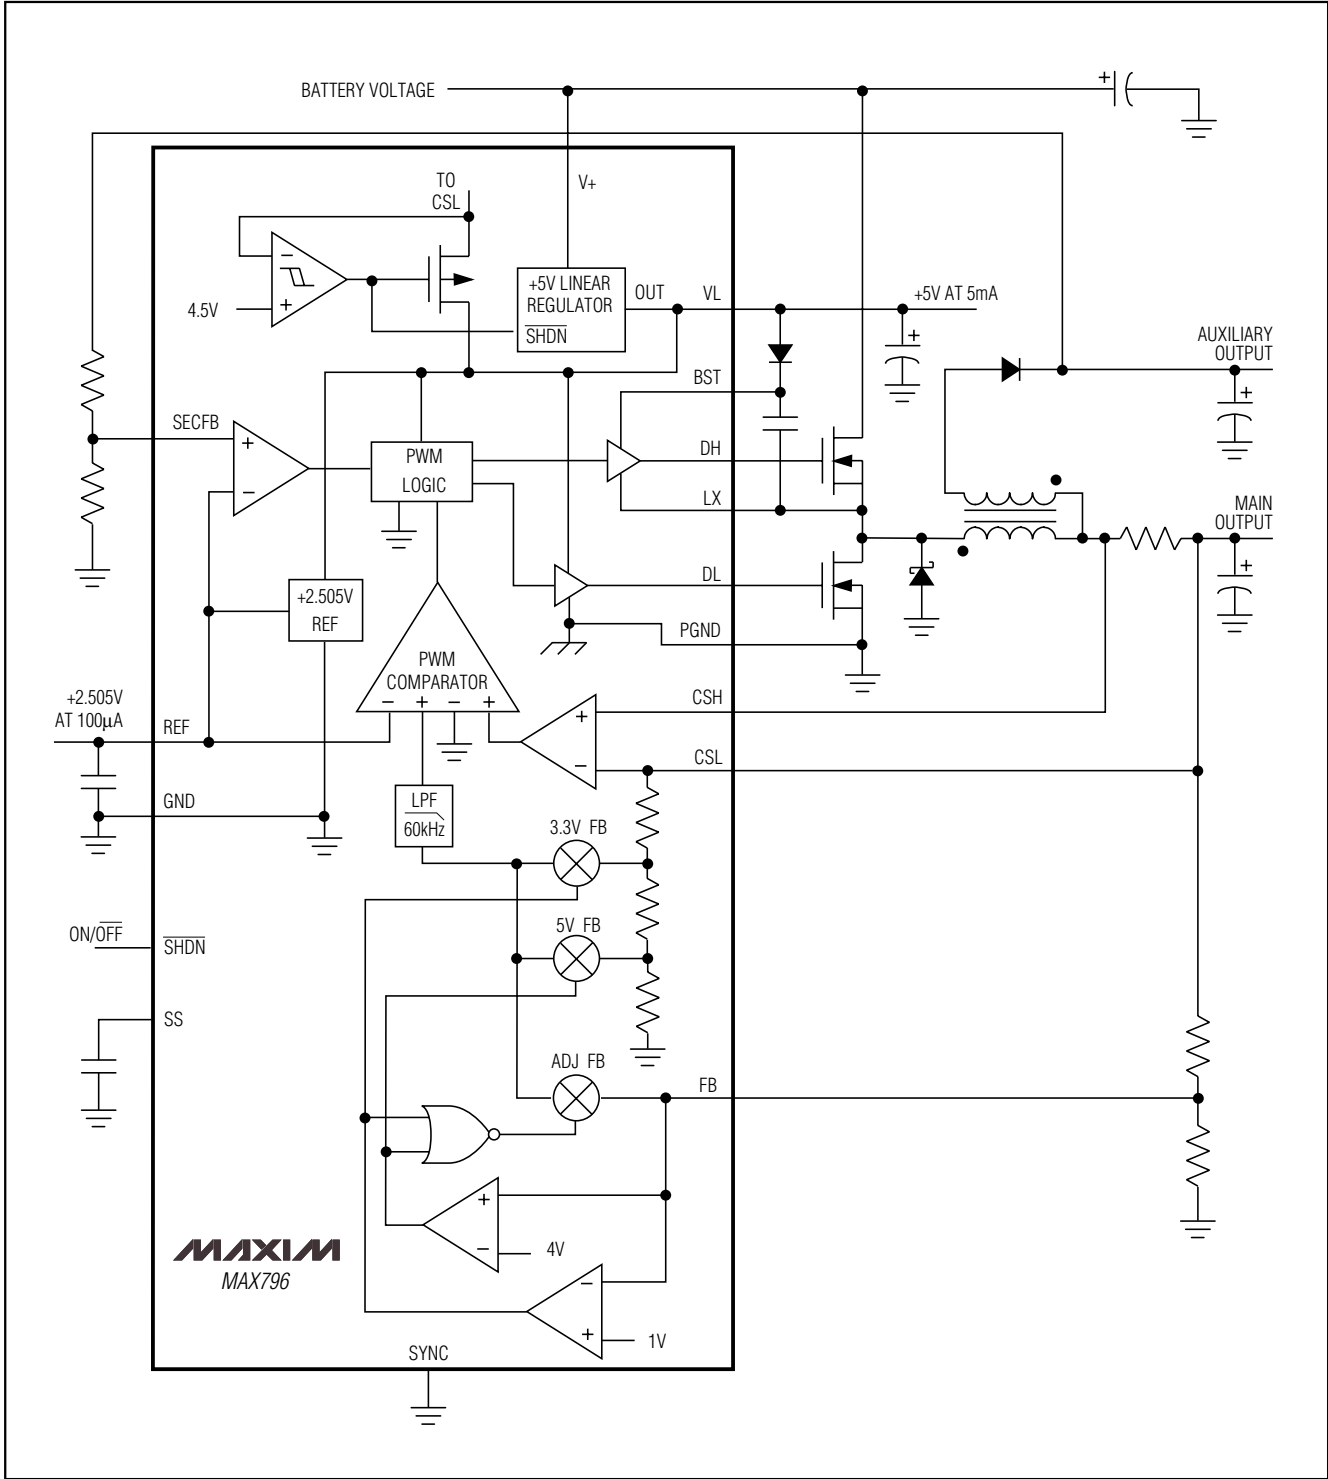 BATTERY VOLTAGE
TO
CSL
V+
+5V LINEAR
REGULATOR
SHDN
OUT
VL
+5V AT 5mA
4.5V
AUXILIARY
OUTPUT
BST
SECFB
PWM
LOGIC
DH
LX
MAIN
OUTPUT
DL
+2.505V
REF
PGND
PWM
COMPARATOR
+2.505V
AT 100µA
REF
CSH
CSL
GND
LPF
60kHz
3.3V FB
5V FB
ON/OFF
SHDN
SS
ADJ FB
FB
4V
MAXIM
MAX796
1V
SYNC